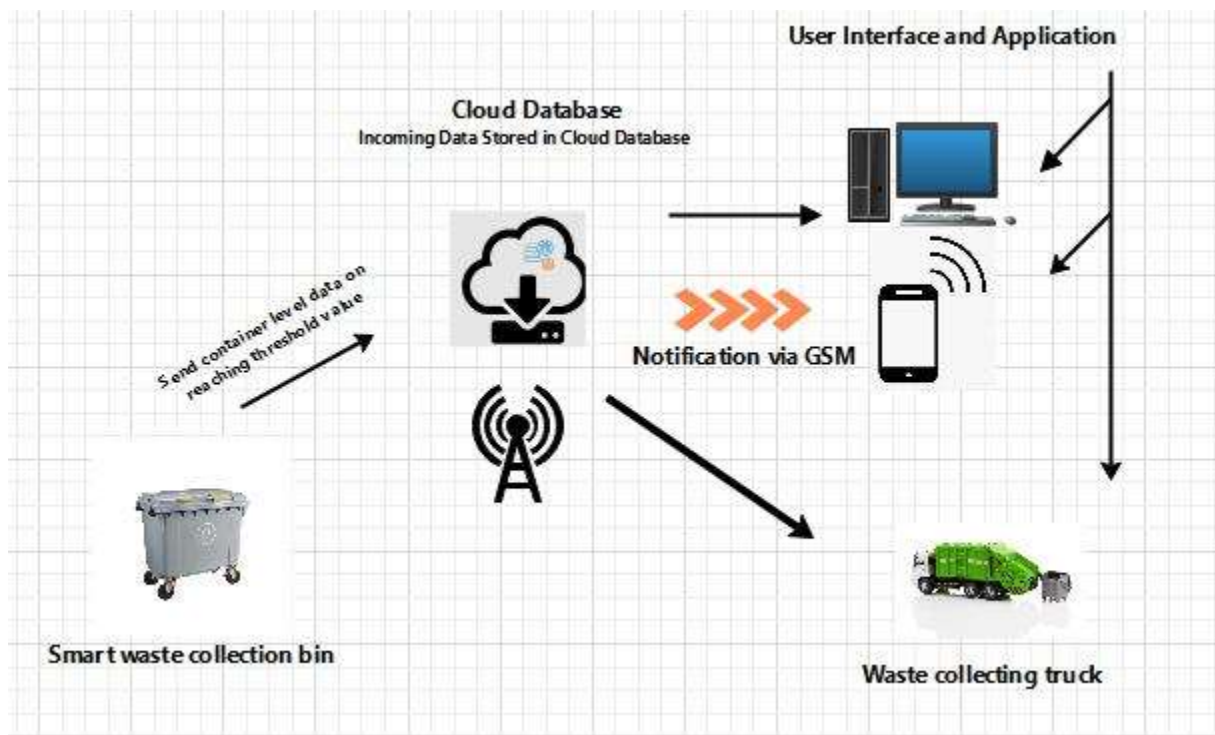 User Interface and Application
Cloud Database
Incoming Data Stored in Cloud Database
Send container level data on
reaching threshold value
Notification via GSM
Smart waste collection bin
Waste collecting truck